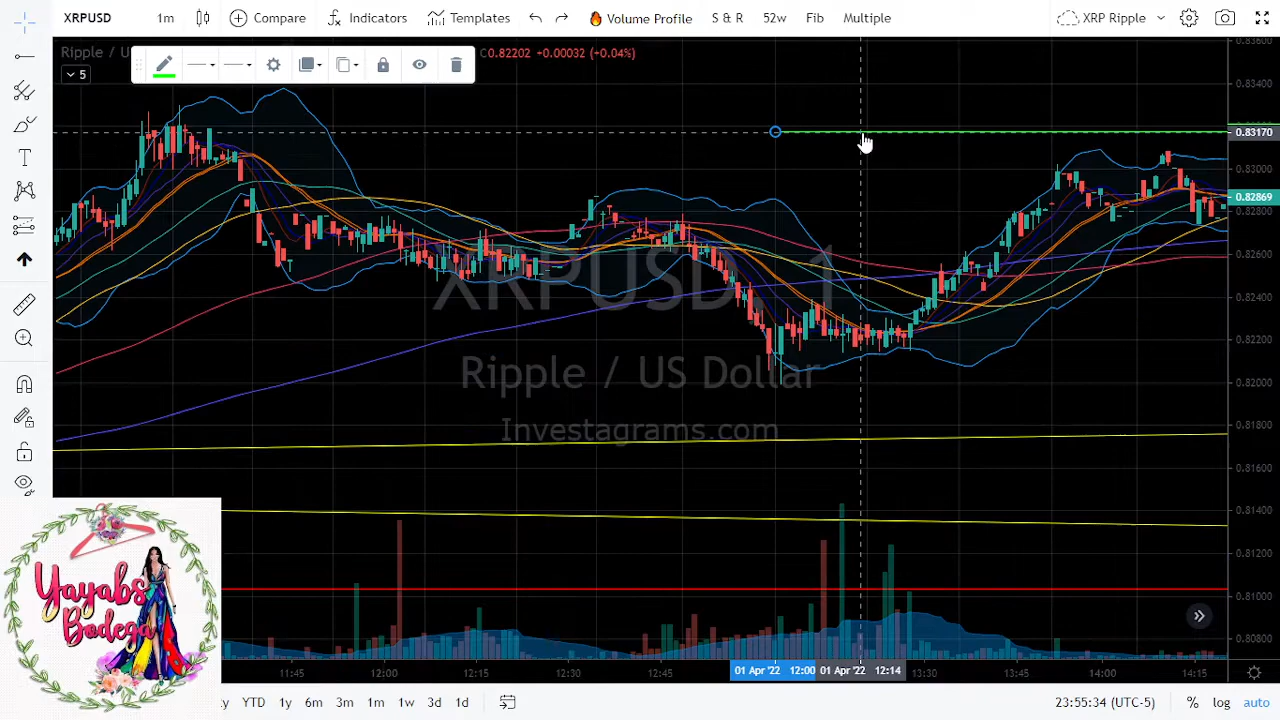 XRPUSD 1m Compare Indicators Templates Volume Profile S & R 52w Fib Multiple XRP Ripple
Ripple / U C0.82202 +0.00032 (+0.04%)
5
0.83600
0.83400
0.83170
0.83000
0.82869
0.82800
0.82600
0.82400
0.82200
0.82000
0.81800
0.81600
0.81400
0.81200
0.81000
0.80800
XRPUSD, 1
Ripple / US Dollar
Investagrams.com
Yayabs
Bodega
11:45 12:00 12:15 12:30 12:45 01 Apr '22 12:00 01 Apr '22 12:14 13:30 13:45 14:00 14:15
YTD 1y 6m 3m 1m 1w 3d 1d 23:55:34 (UTC-5) % log auto